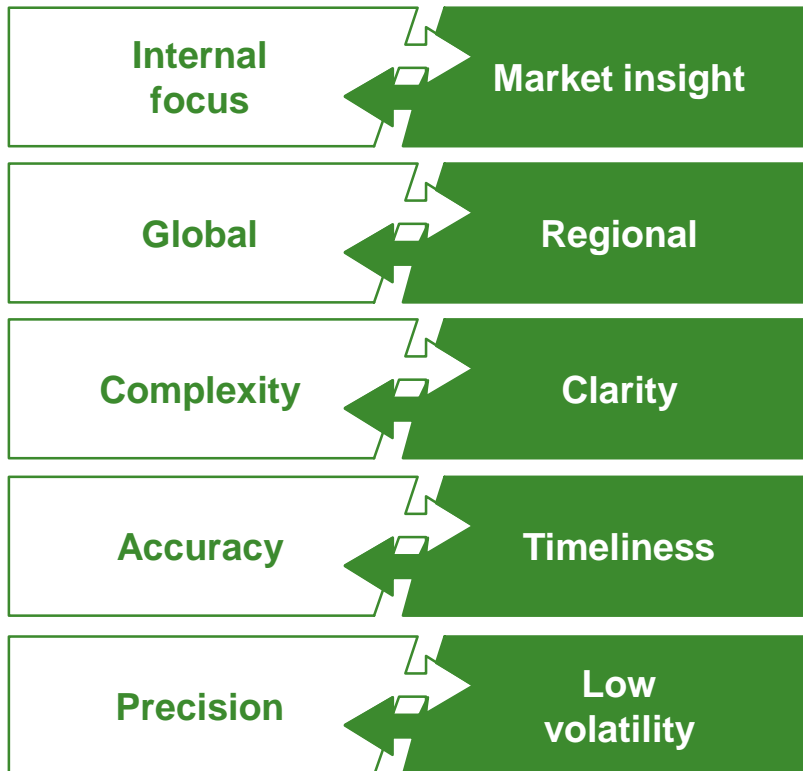 Internal
focus
Market insight
Global
Regional
Complexity
Clarity
Accuracy
Timeliness
Precision
Low
volatility